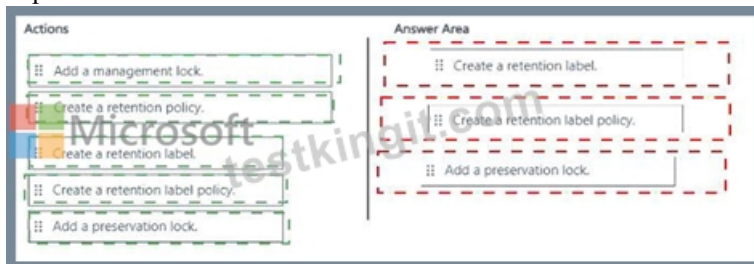 Actions
Answer Area
Add a management lock.
Create a retention policy.
Create a retention label.
Create a retention label policy.
Add a preservation lock.
Create a retention label.
Create a retention label policy.
Add a preservation lock.
Microsoft
testkingit.com